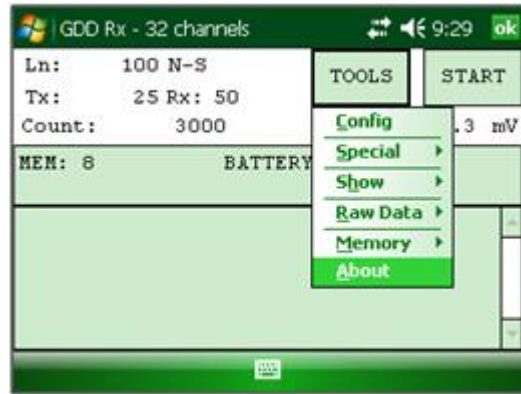 GDD Rx - 32 channels 9:29 ok
Ln: 100 N-S TOOLS START
Tx: 25 Rx: 50
Count: 3000 Config .3 mV
MEM: 8 BATTERY Special
Show
Raw Data
Memory
About